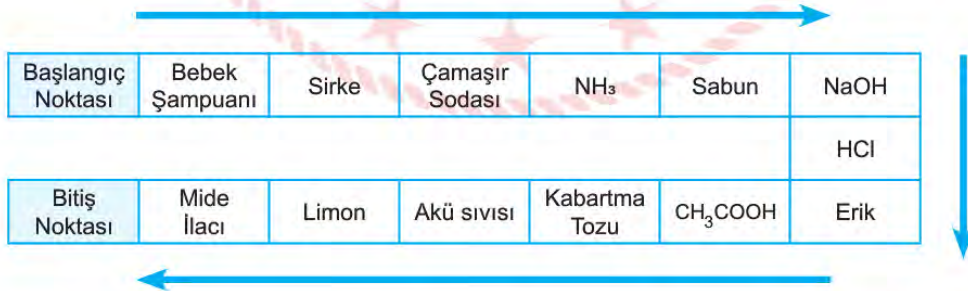 Başlangıç Noktası
Bebek Şampuanı
Sirke
Çamaşır Sodası
NH₃
Sabun
NaOH
HCl
Bitiş Noktası
Mide İlacı
Limon
Akü sıvısı
Kabartma Tozu
CH₃COOH
Erik